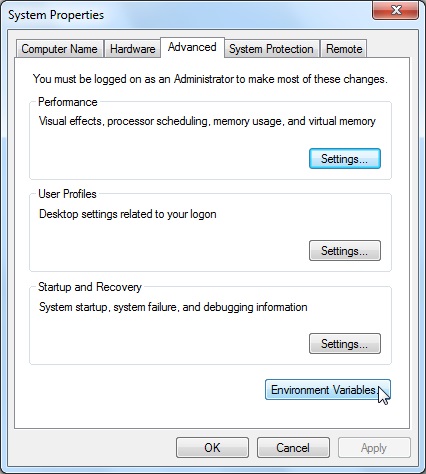 System Properties
Computer Name Hardware Advanced System Protection Remote
You must be logged on as an Administrator to make most of these changes.
Performance
Visual effects, processor scheduling, memory usage, and virtual memory
Settings...
User Profiles
Desktop settings related to your logon
Settings...
Startup and Recovery
System startup, system failure, and debugging information
Settings...
Environment Variables...
OK Cancel Apply